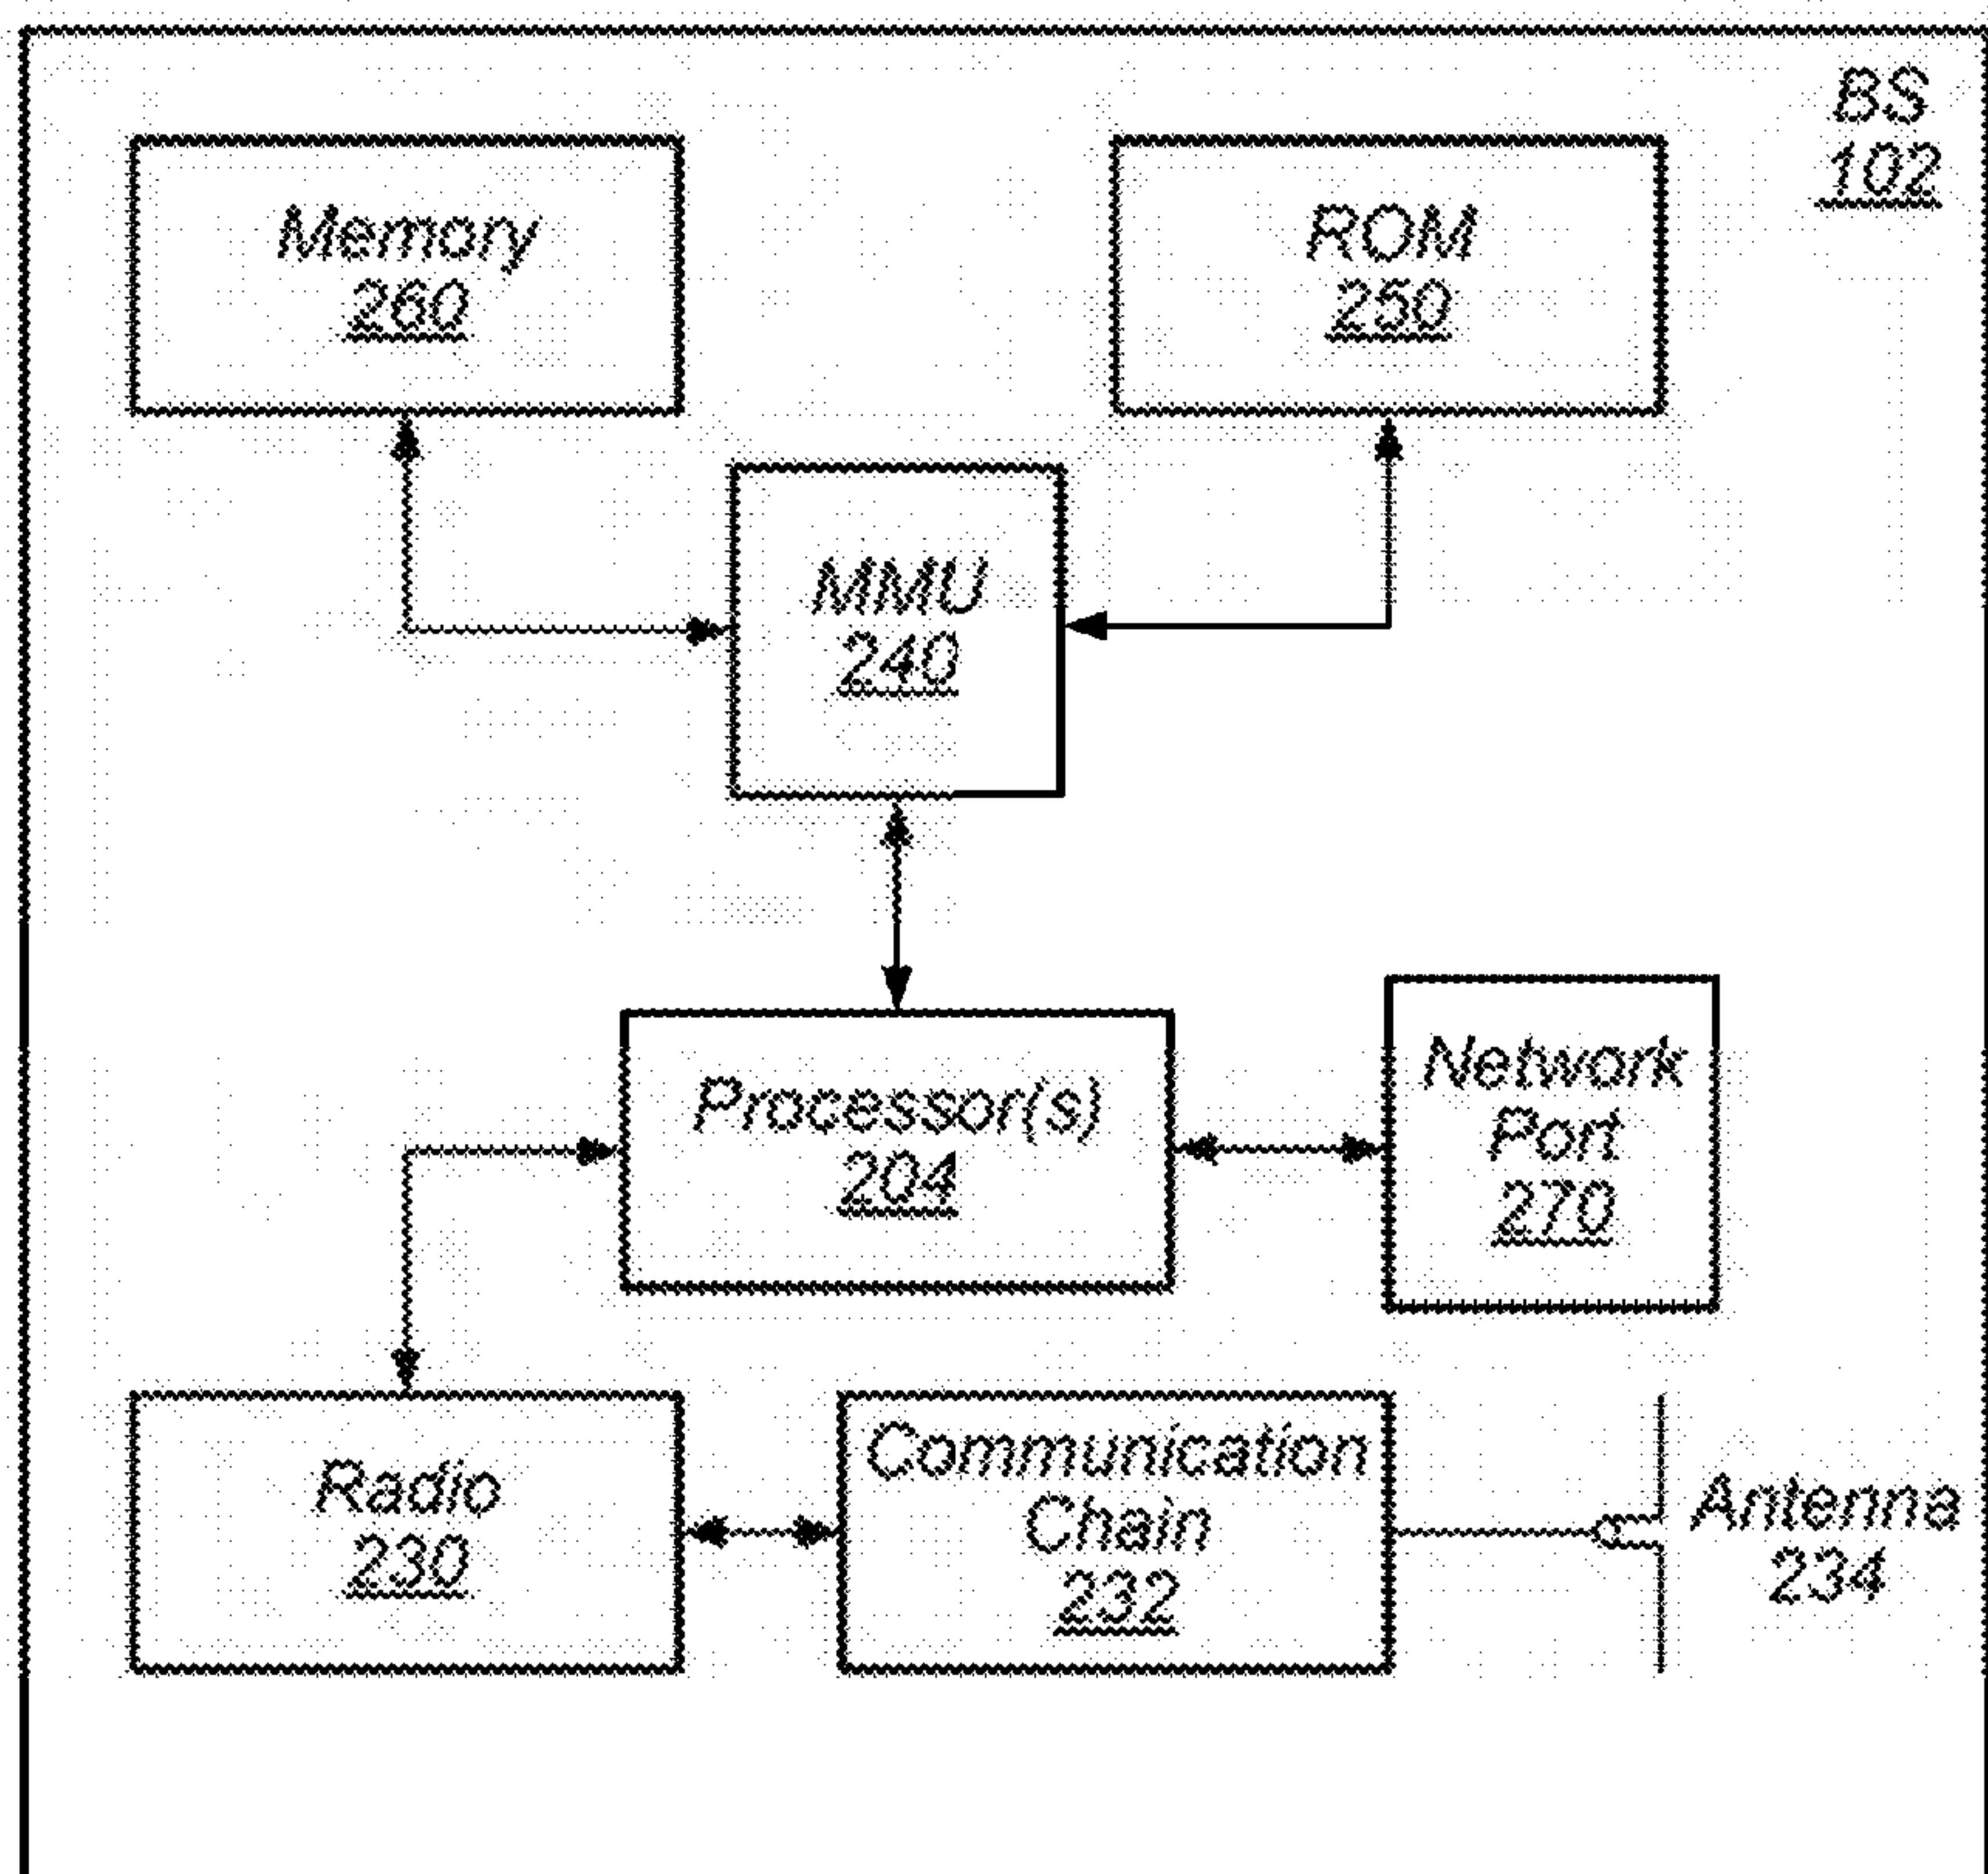 BS
102
Memory
260
ROM
250
MMU
240
Processor(s)
204
Network
Port
270
Radio
230
Communication
Chain
232
Antenna
234